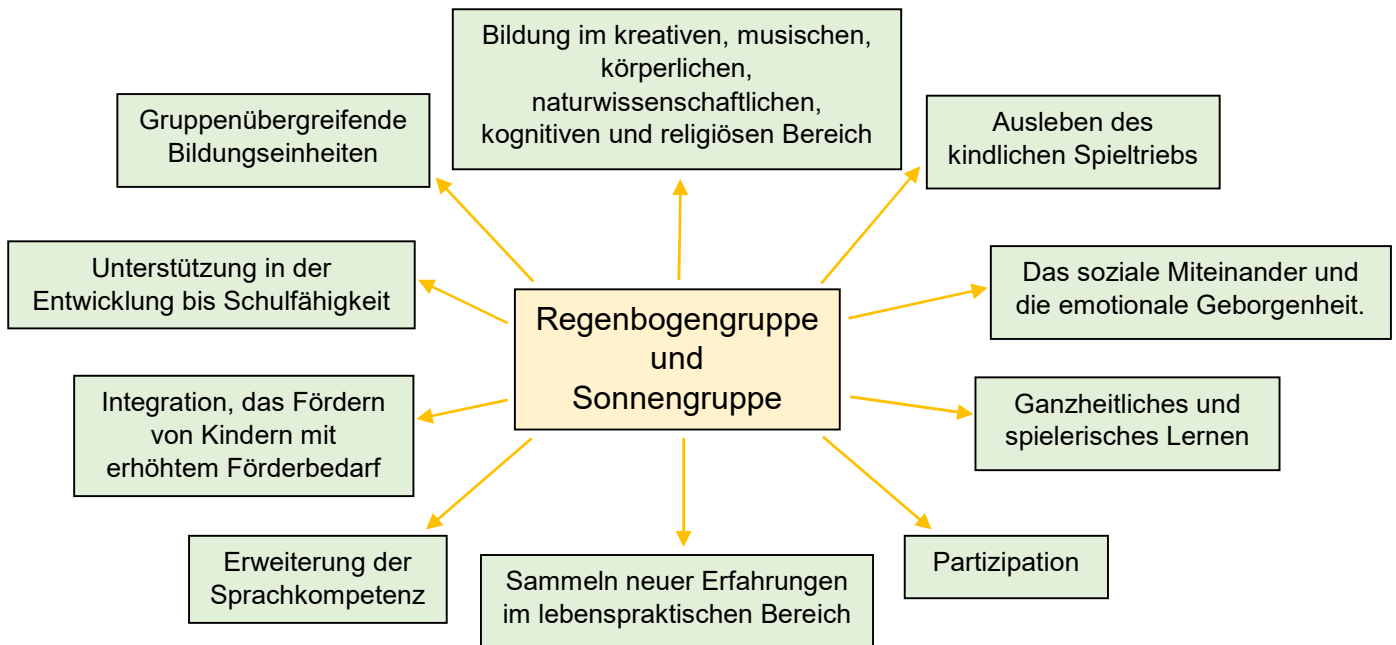 Bildung im kreativen, musischen,
körperlichen,
naturwissenschaftlichen,
kognitiven und religiösen Bereich
Gruppenübergreifende
Bildungseinheiten
Ausleben des
kindlichen Spieltriebs
Unterstützung in der
Entwicklung bis Schulfähigkeit
Das soziale Miteinander und
die emotionale Geborgenheit.
Regenbogengruppe
und
Sonnengruppe
Integration, das Fördern
von Kindern mit
erhöhtem Förderbedarf
Ganzheitliches und
spielerisches Lernen
Erweiterung der
Sprachkompetenz
Sammeln neuer Erfahrungen
im lebenspraktischen Bereich
Partizipation